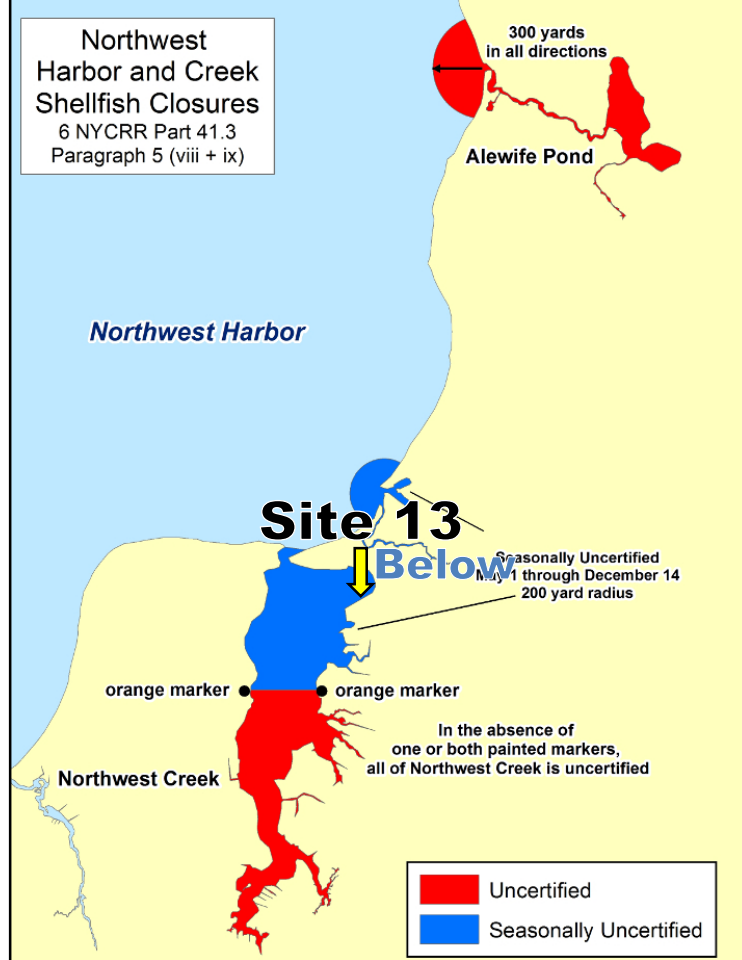 Northwest
Harbor and Creek
Shellfish Closures
6 NYCRR Part 41.3
Paragraph 5 (viii + ix)
300 yards
in all directions
Alewife Pond
Northwest Harbor
Site 13
Below
Seasonally Uncertified
May 1 through December 14
200 yard radius
orange marker
orange marker
In the absence of
one or both painted markers,
all of Northwest Creek is uncertified
Northwest Creek
Uncertified
Seasonally Uncertified